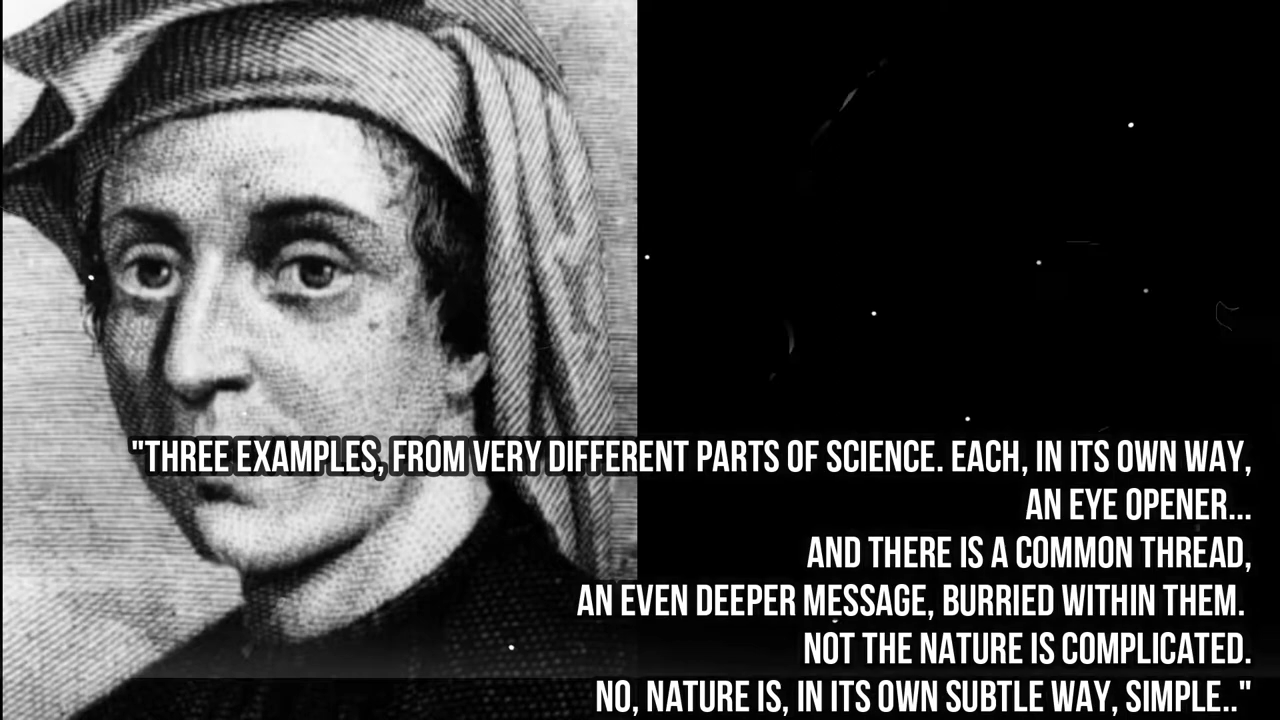 "THREE EXAMPLES, FROM VERY DIFFERENT PARTS OF SCIENCE. EACH, IN ITS OWN WAY,
AN EYE OPENER...
AND THERE IS A COMMON THREAD,
AN EVEN DEEPER MESSAGE, BURRIED WITHIN THEM.
NOT THE NATURE IS COMPLICATED.
NO, NATURE IS, IN ITS OWN SUBTLE WAY, SIMPLE.."